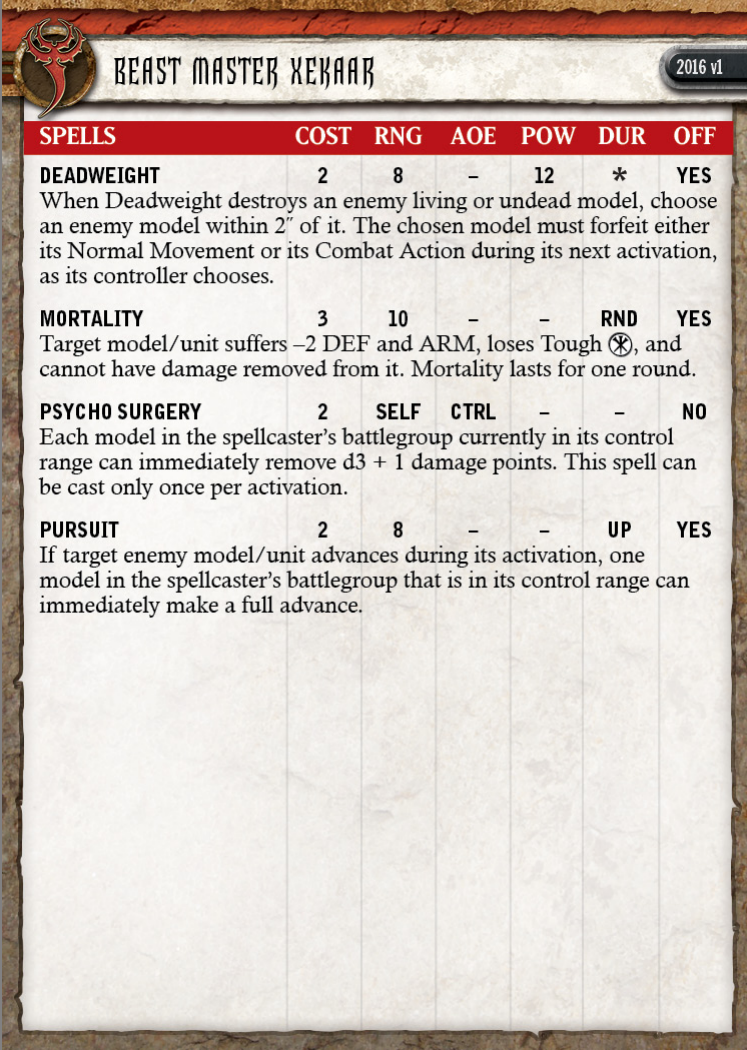 BEAST MASTER XEKAAR
2016 v1
SPELLS COST RNG AOE POW DUR OFF
DEADWEIGHT 2 8 – 12 * YES
When Deadweight destroys an enemy living or undead model, choose
an enemy model within 2˝ of it. The chosen model must forfeit either
its Normal Movement or its Combat Action during its next activation,
as its controller chooses.
MORTALITY 3 10 – – RND YES
Target model/unit suffers –2 DEF and ARM, loses Tough , and
cannot have damage removed from it. Mortality lasts for one round.
PSYCHO SURGERY 2 SELF CTRL – – NO
Each model in the spellcaster’s battlegroup currently in its control
range can immediately remove d3 + 1 damage points. This spell can
be cast only once per activation.
PURSUIT 2 8 – – UP YES
If target enemy model/unit advances during its activation, one
model in the spellcaster’s battlegroup that is in its control range can
immediately make a full advance.